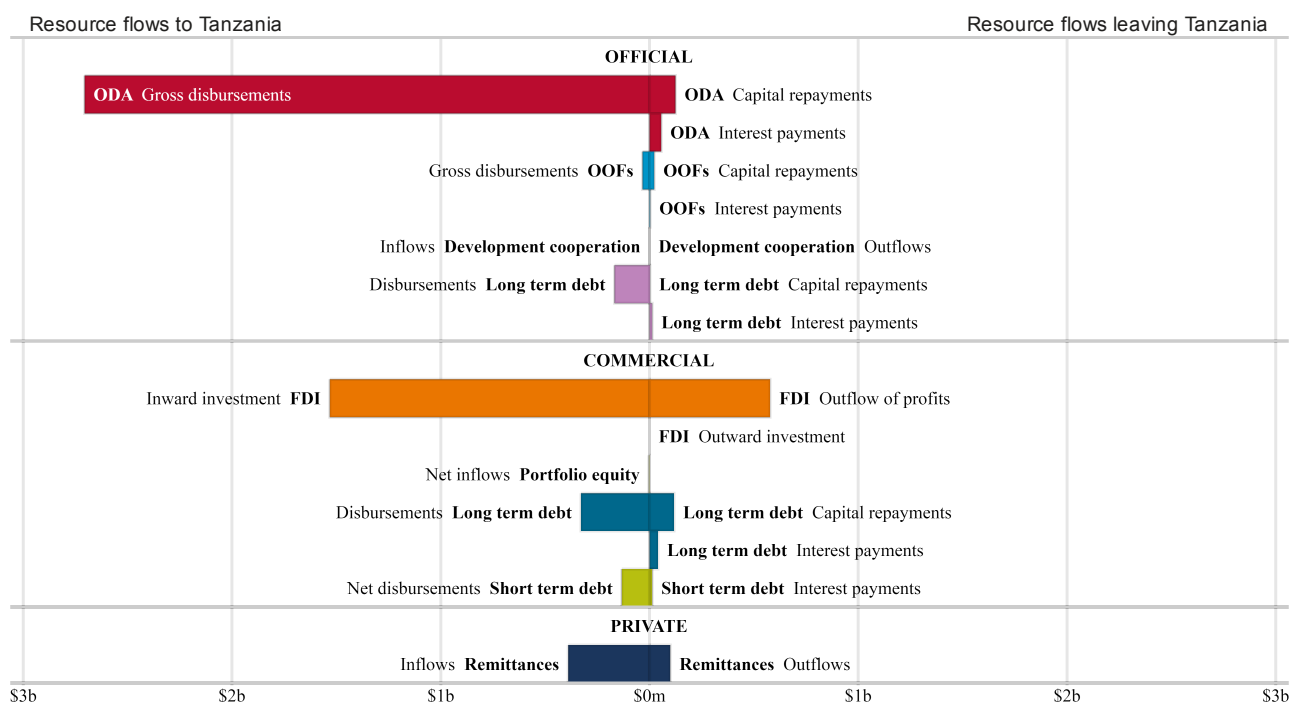 Resource flows to Tanzania Resource flows leaving Tanzania
OFFICIAL
ODA Gross disbursements ODA Capital repayments
ODA Interest payments
Gross disbursements OOFs OOFs Capital repayments
OOFs Interest payments
Inflows Development cooperation Development cooperation Outflows
Disbursements Long term debt Long term debt Capital repayments
Long term debt Interest payments
COMMERCIAL
Inward investment FDI FDI Outflow of profits
FDI Outward investment
Net inflows Portfolio equity
Disbursements Long term debt Long term debt Capital repayments
Long term debt Interest payments
Net disbursements Short term debt Short term debt Interest payments
PRIVATE
Inflows Remittances Remittances Outflows
$3b $2b $1b $0m $1b $2b $3b